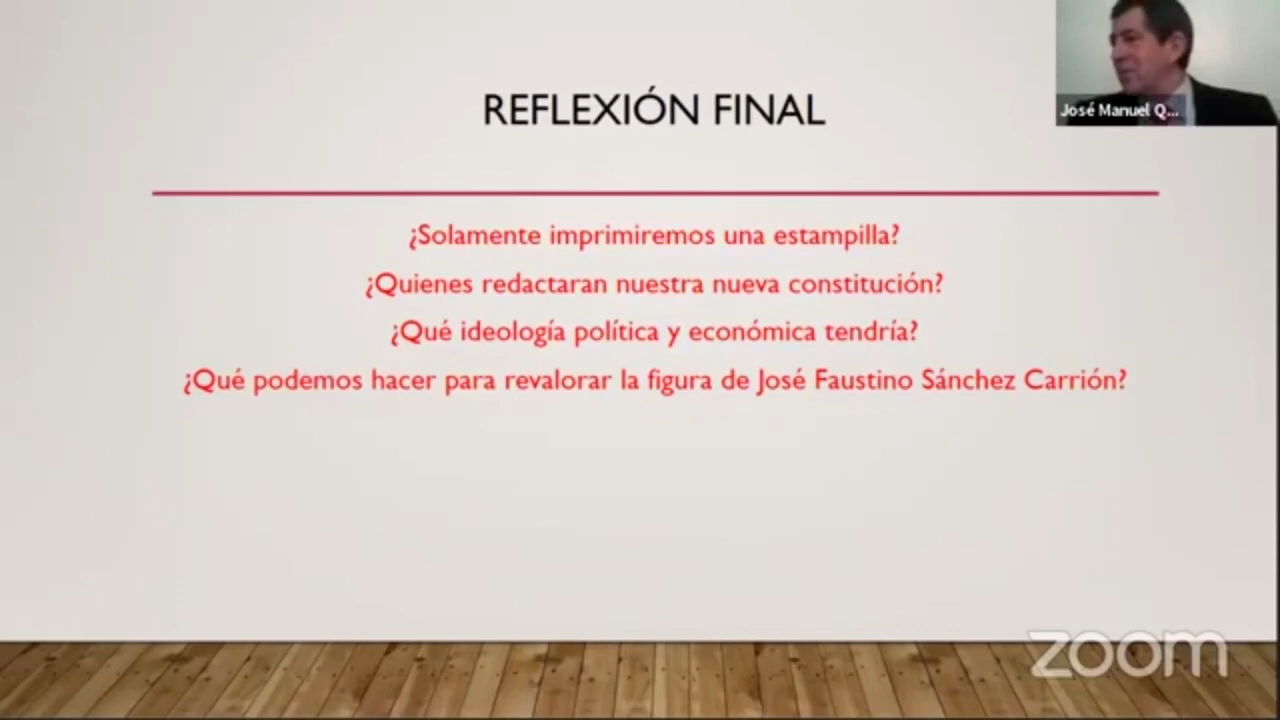 REFLEXIÓN FINAL
José Manuel Q...
¿Solamente imprimiremos una estampilla?
¿Quienes redactaran nuestra nueva constitución?
¿Qué ideología política y económica tendría?
¿Qué podemos hacer para revalorar la figura de José Faustino Sánchez Carrión?
zoom